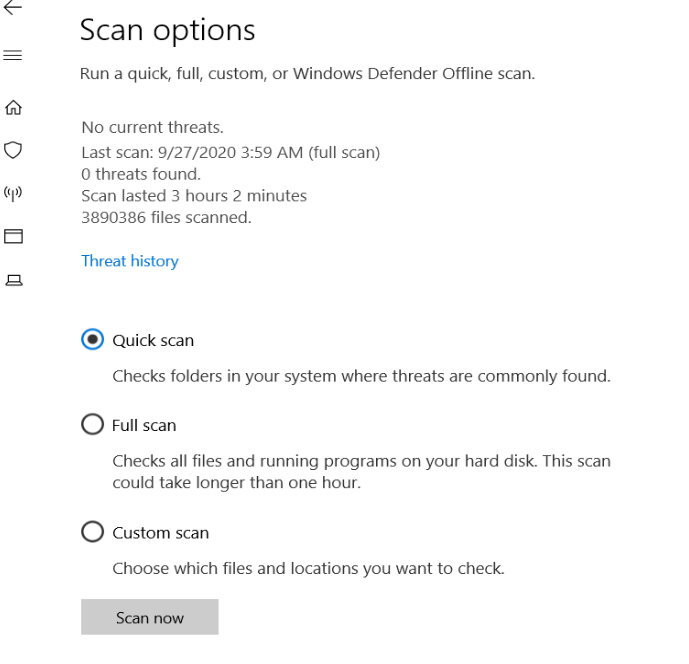 Scan options
Run a quick, full, custom, or Windows Defender Offline scan.
No current threats.
Last scan: 9/27/2020 3:59 AM (full scan)
0 threats found.
Scan lasted 3 hours 2 minutes
3890386 files scanned.
Threat history
Quick scan
Checks folders in your system where threats are commonly found.
Full scan
Checks all files and running programs on your hard disk. This scan
could take longer than one hour.
Custom scan
Choose which files and locations you want to check.
Scan now